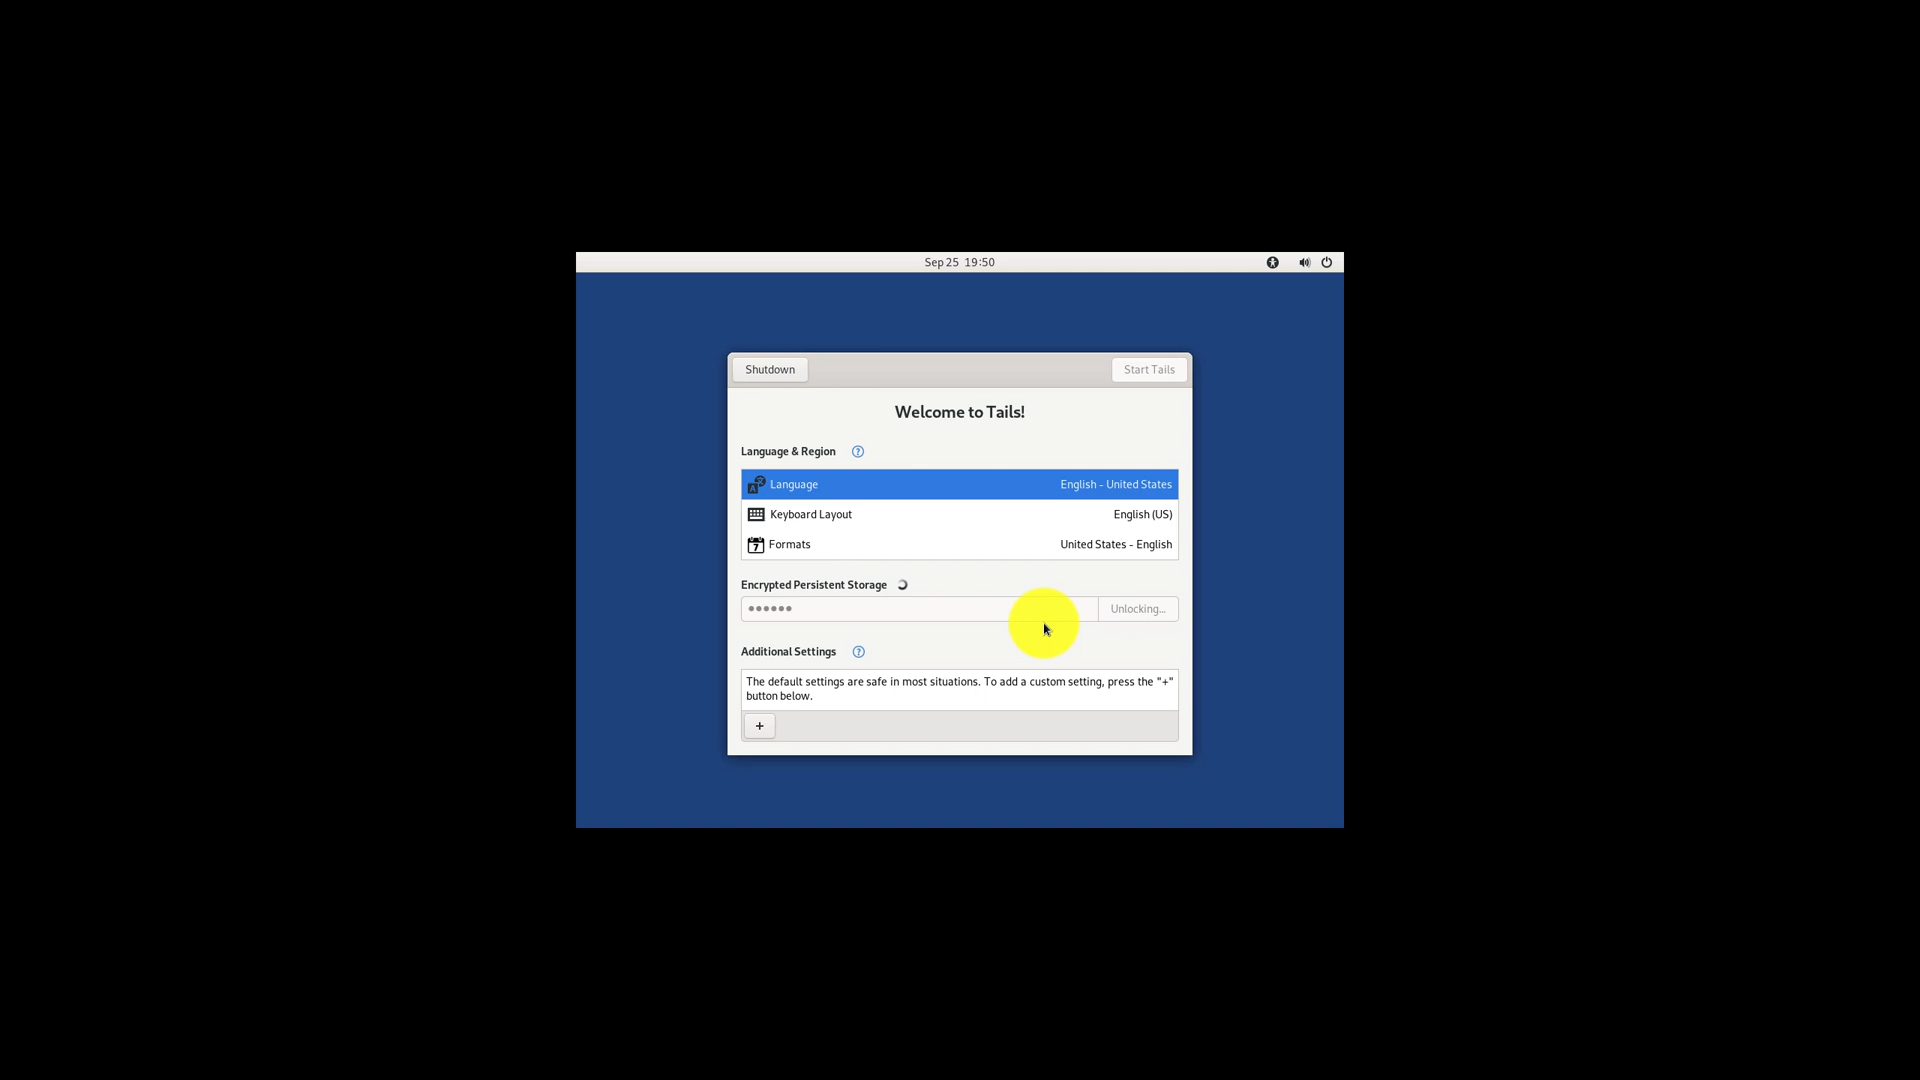 Sep 25 19:50
Shutdown
Start Tails
Welcome to Tails!
Language & Region
Language
English - United States
Keyboard Layout
English (US)
Formats
United States - English
Encrypted Persistent Storage
Unlocking...
Additional Settings
The default settings are safe in most situations. To add a custom setting, press the "+"
button below.
+